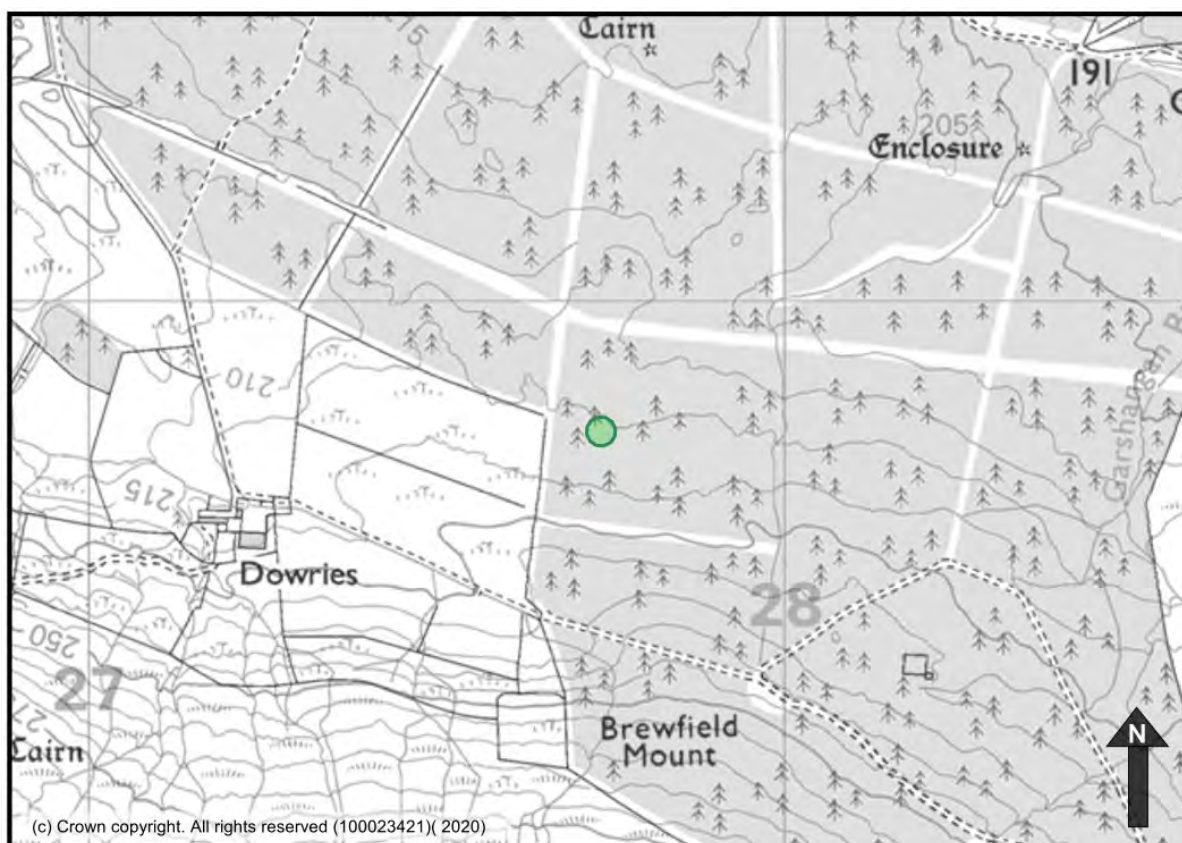 Cairn
215
191
205
Enclosure
210
Garshangan
215
Dowries
28
250
27
Brewfield
Mount
Cairn
N
(c) Crown copyright. All rights reserved (100023421)( 2020)